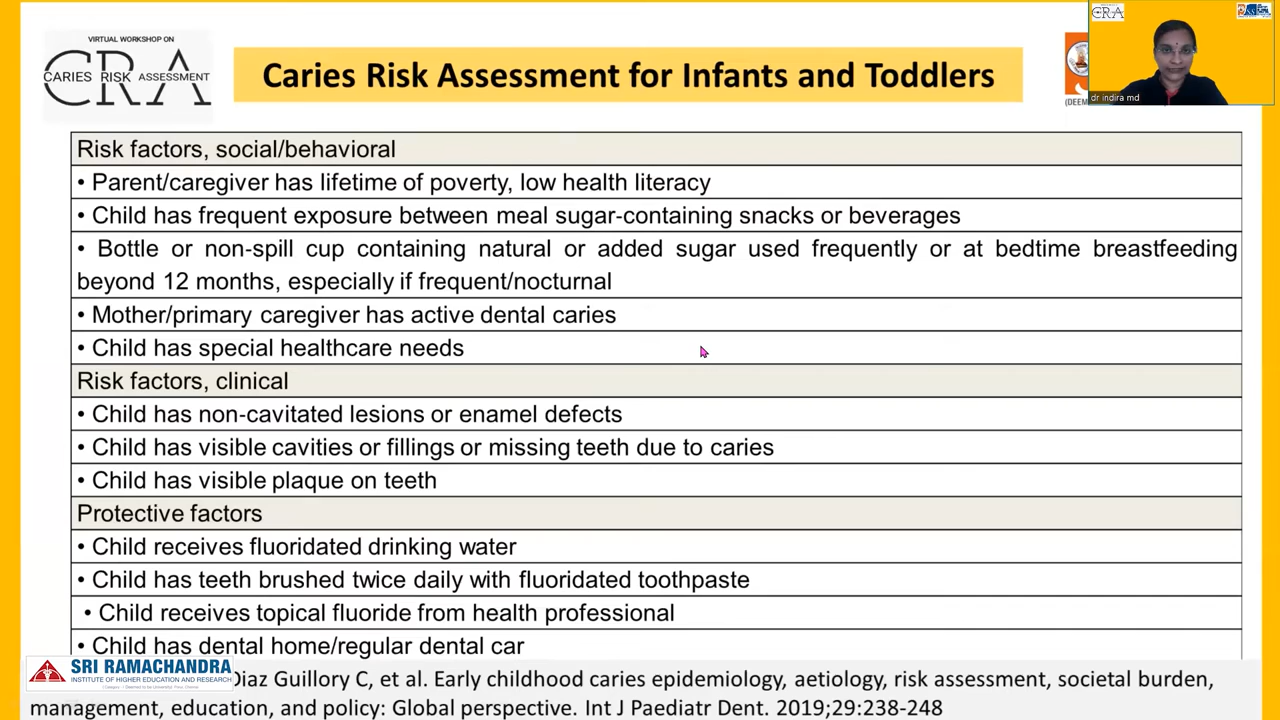 VIRTUAL WORKSHOP ON
CRA
CARIES RISK ASSESSMENT
Caries Risk Assessment for Infants and Toddlers
(DEEM
CRA
dr indira md
Risk factors, social/behavioral
• Parent/caregiver has lifetime of poverty, low health literacy
• Child has frequent exposure between meal sugar-containing snacks or beverages
• Bottle or non-spill cup containing natural or added sugar used frequently or at bedtime breastfeeding
beyond 12 months, especially if frequent/nocturnal
• Mother/primary caregiver has active dental caries
• Child has special healthcare needs
Risk factors, clinical
• Child has non-cavitated lesions or enamel defects
• Child has visible cavities or fillings or missing teeth due to caries
• Child has visible plaque on teeth
Protective factors
• Child receives fluoridated drinking water
• Child has teeth brushed twice daily with fluoridated toothpaste
• Child receives topical fluoride from health professional
• Child has dental home/regular dental car
SRI RAMACHANDRA
INSTITUTE OF HIGHER EDUCATION AND RESEARCH
Diaz Guillory C, et al. Early childhood caries epidemiology, aetiology, risk assessment, societal burden,
management, education, and policy: Global perspective. Int J Paediatr Dent. 2019;29:238-248